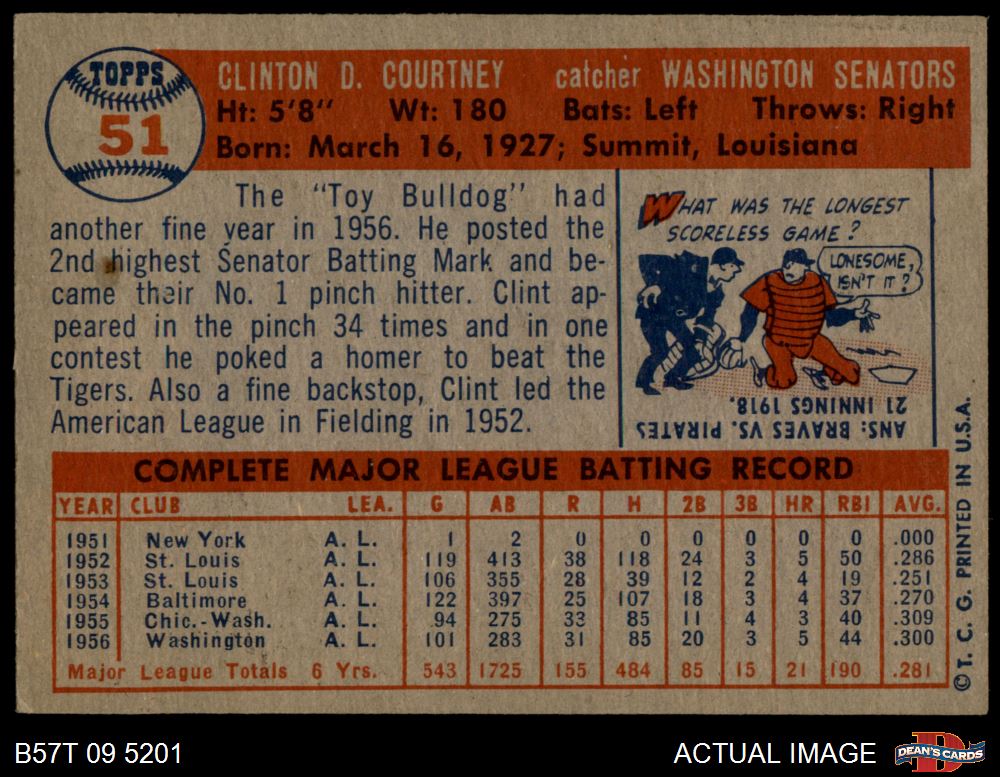 TOPPS
51
CLINTON D. COURTNEY catcher WASHINGTON SENATORS
Ht: 5'8" Wt: 180 Bats: Left Throws: Right
Born: March 16, 1927; Summit, Louisiana
The "Toy Bulldog" had
another fine year in 1956. He posted the
2nd highest Senator Batting Mark and be-
came their No. 1 pinch hitter. Clint ap-
peared in the pinch 34 times and in one
contest he poked a homer to beat the
Tigers. Also a fine backstop, Clint led the
American League in Fielding in 1952.
WHAT WAS THE LONGEST
SCORELESS GAME?
LONESOME,
ISN'T IT?
ANS: BRAVES VS. PIRATES
21 INNINGS 1918.
COMPLETE MAJOR LEAGUE BATTING RECORD
YEAR CLUB LEA. G AB R H 2B 3B HR RBI AVG.
1951 New York A. L. 1 2 0 0 0 0 0 0 .000
1952 St. Louis A. L. 119 413 38 118 24 3 5 50 .286
1953 St. Louis A. L. 106 355 28 39 12 2 4 19 .251
1954 Baltimore A. L. 122 397 25 107 18 3 4 37 .270
1955 Chic.-Wash. A. L. 94 275 33 85 11 4 3 40 .309
1956 Washington A. L. 101 283 31 85 20 3 5 44 .300
Major League Totals 6 Yrs. 543 1725 155 484 85 15 21 190 .281
©T. C. G. PRINTED IN U.S.A.
B57T 09 5201
ACTUAL IMAGE
DEAN'S CARDS